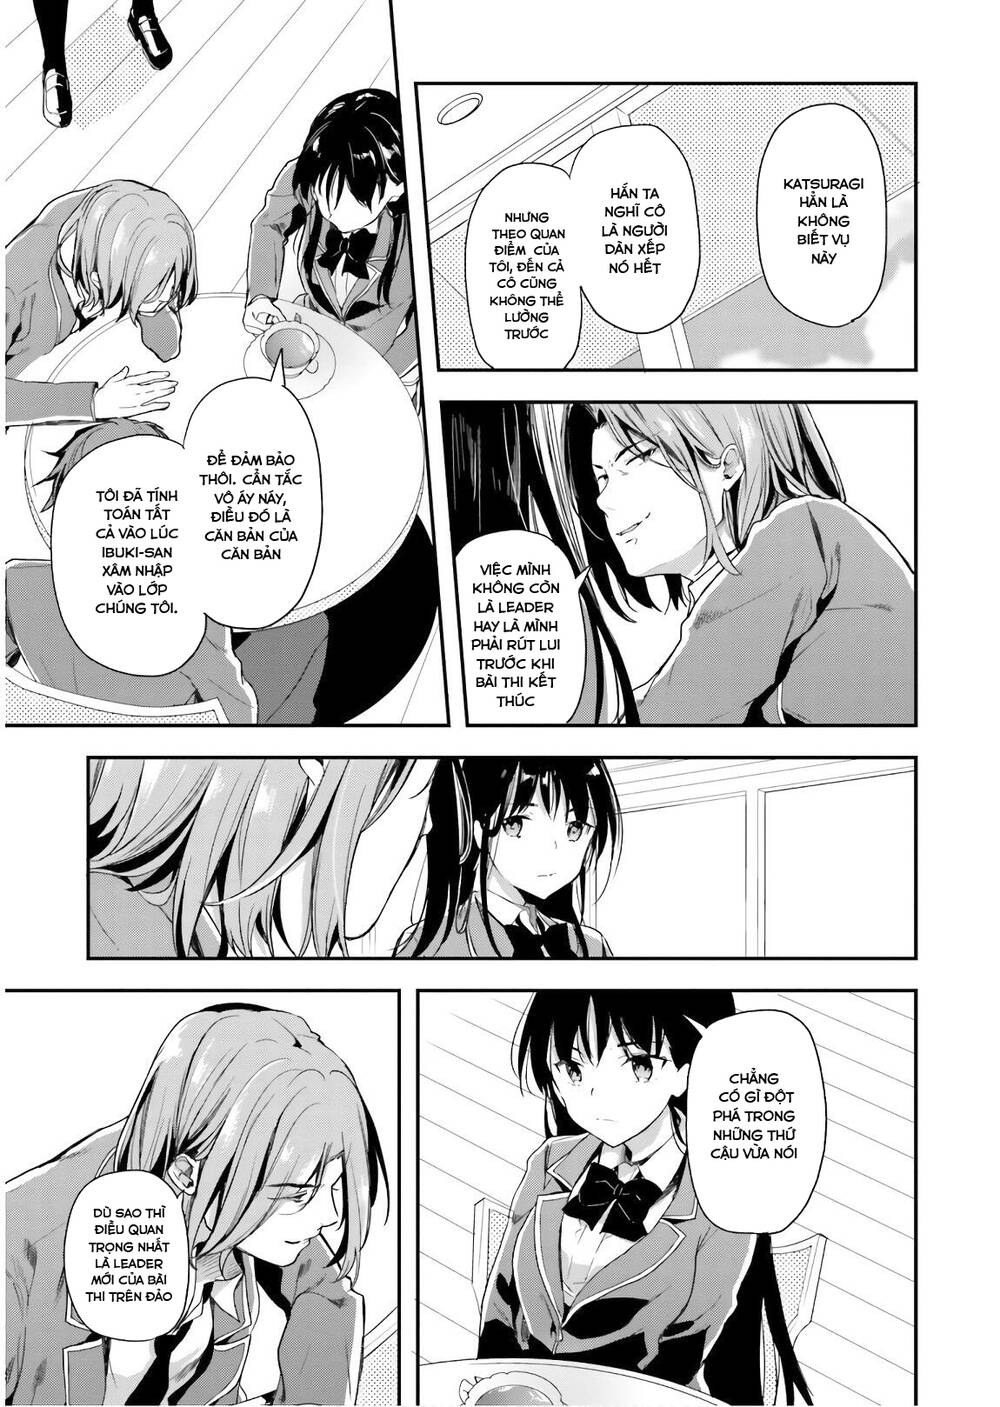 KATSURAGI
HẲN LÀ
KHÔNG
BIẾT VỤ
NÀY
HẮN TA
NGHĨ CÔ
LÀ NGƯỜI
DÀN XẾP
NÓ HẾT
NHƯNG
THEO QUAN
ĐIỂM CỦA
TÔI, ĐẾN CẢ
CÔ CŨNG
KHÔNG THỂ
LƯỜNG
TRƯỚC
ĐỂ ĐẢM BẢO
THÔI. CẨN TẮC
VÔ ÁY NÁY,
ĐIỀU ĐÓ LÀ
CĂN BẢN CỦA
CĂN BẢN
TÔI ĐÃ TÍNH
TOÁN TẤT
CẢ VÀO LÚC
IBUKI-SAN
XÂM NHẬP
VÀO LỚP
CHÚNG TÔI.
VIỆC MÌNH
KHÔNG CÒN
LÀ LEADER
HAY LÀ MÌNH
PHẢI RÚT LUI
TRƯỚC KHI
BÀI THI KẾT
THÚC
CHẲNG
CÓ GÌ ĐỘT
PHÁ TRONG
NHỮNG THỨ
CẬU VỪA NÓI
DÙ SAO THÌ
ĐIỀU QUAN
TRỌNG NHẤT
LÀ LEADER
MỚI CỦA BÀI
THI TRÊN ĐẢO